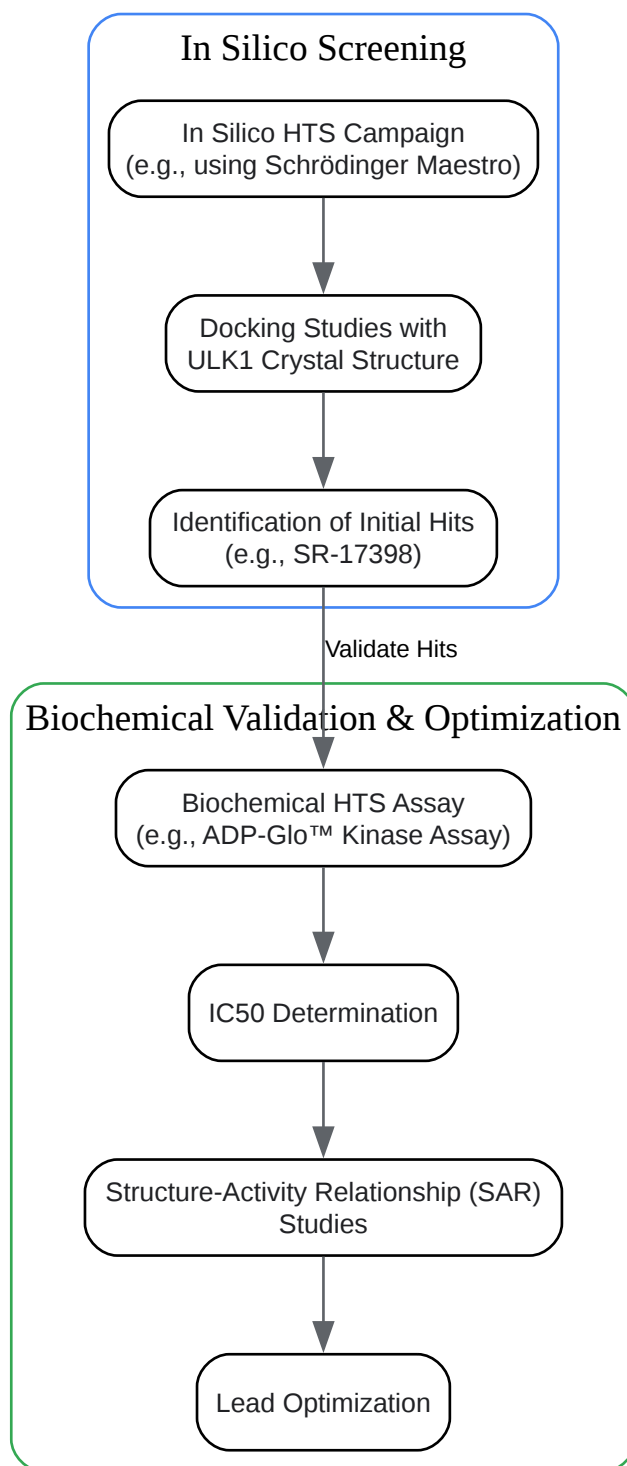 In Silico Screening
In Silico HTS Campaign
(e.g., using Schrödinger Maestro)
Docking Studies with
ULK1 Crystal Structure
Identification of Initial Hits
(e.g., SR-17398)
Validate Hits
Biochemical Validation & Optimization
Biochemical HTS Assay
(e.g., ADP-Glo™ Kinase Assay)
IC50 Determination
Structure-Activity Relationship (SAR)
Studies
Lead Optimization